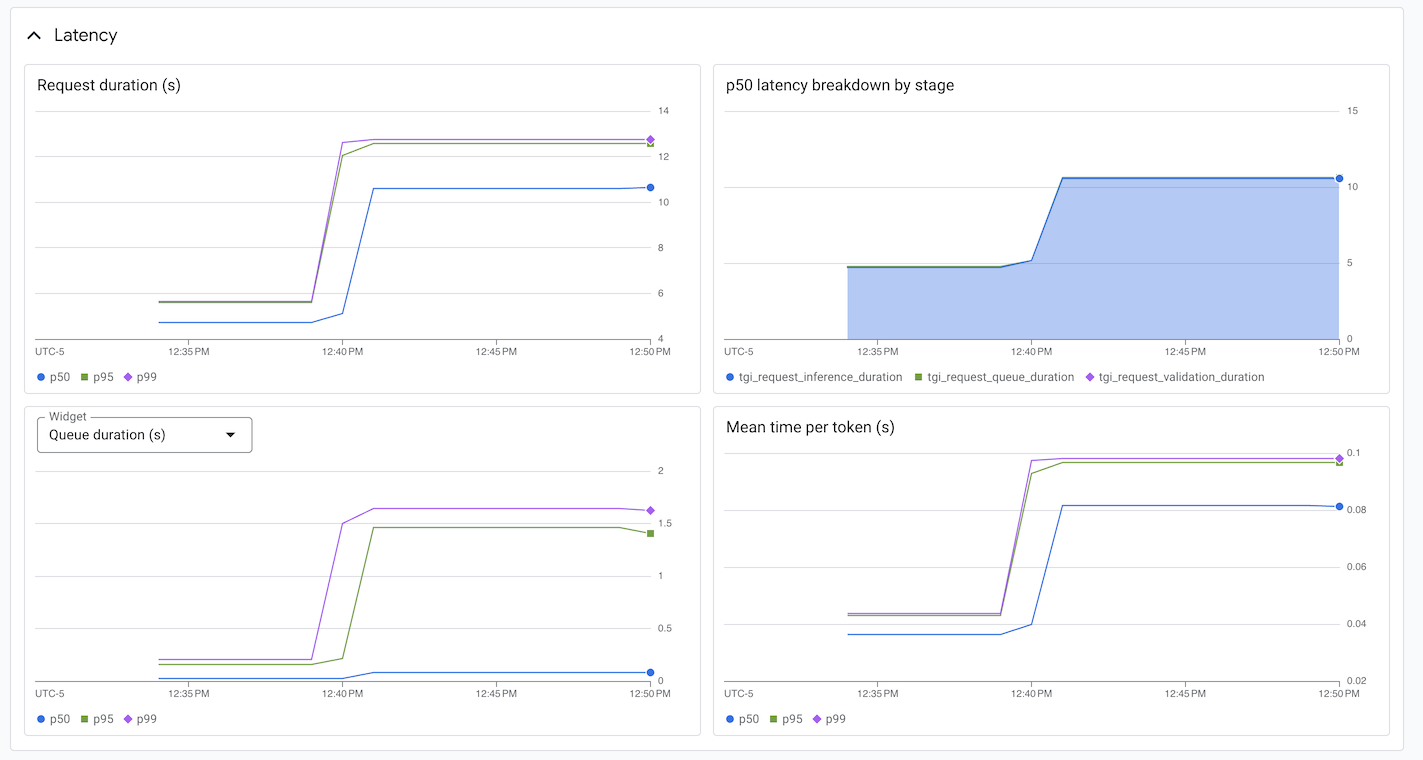 Latency
Request duration (s)
14
12
10
8
6
4
UTC-5 12:35 PM 12:40 PM 12:45 PM 12:50 PM
p50 p95 p99
p50 latency breakdown by stage
15
10
5
0
UTC-5 12:35 PM 12:40 PM 12:45 PM 12:50 PM
tgi_request_inference_duration tgi_request_queue_duration tgi_request_validation_duration
Widget
Queue duration (s)
2
1.5
1
0.5
0
UTC-5 12:35 PM 12:40 PM 12:45 PM 12:50 PM
p50 p95 p99
Mean time per token (s)
0.1
0.08
0.06
0.04
0.02
UTC-5 12:35 PM 12:40 PM 12:45 PM 12:50 PM
p50 p95 p99